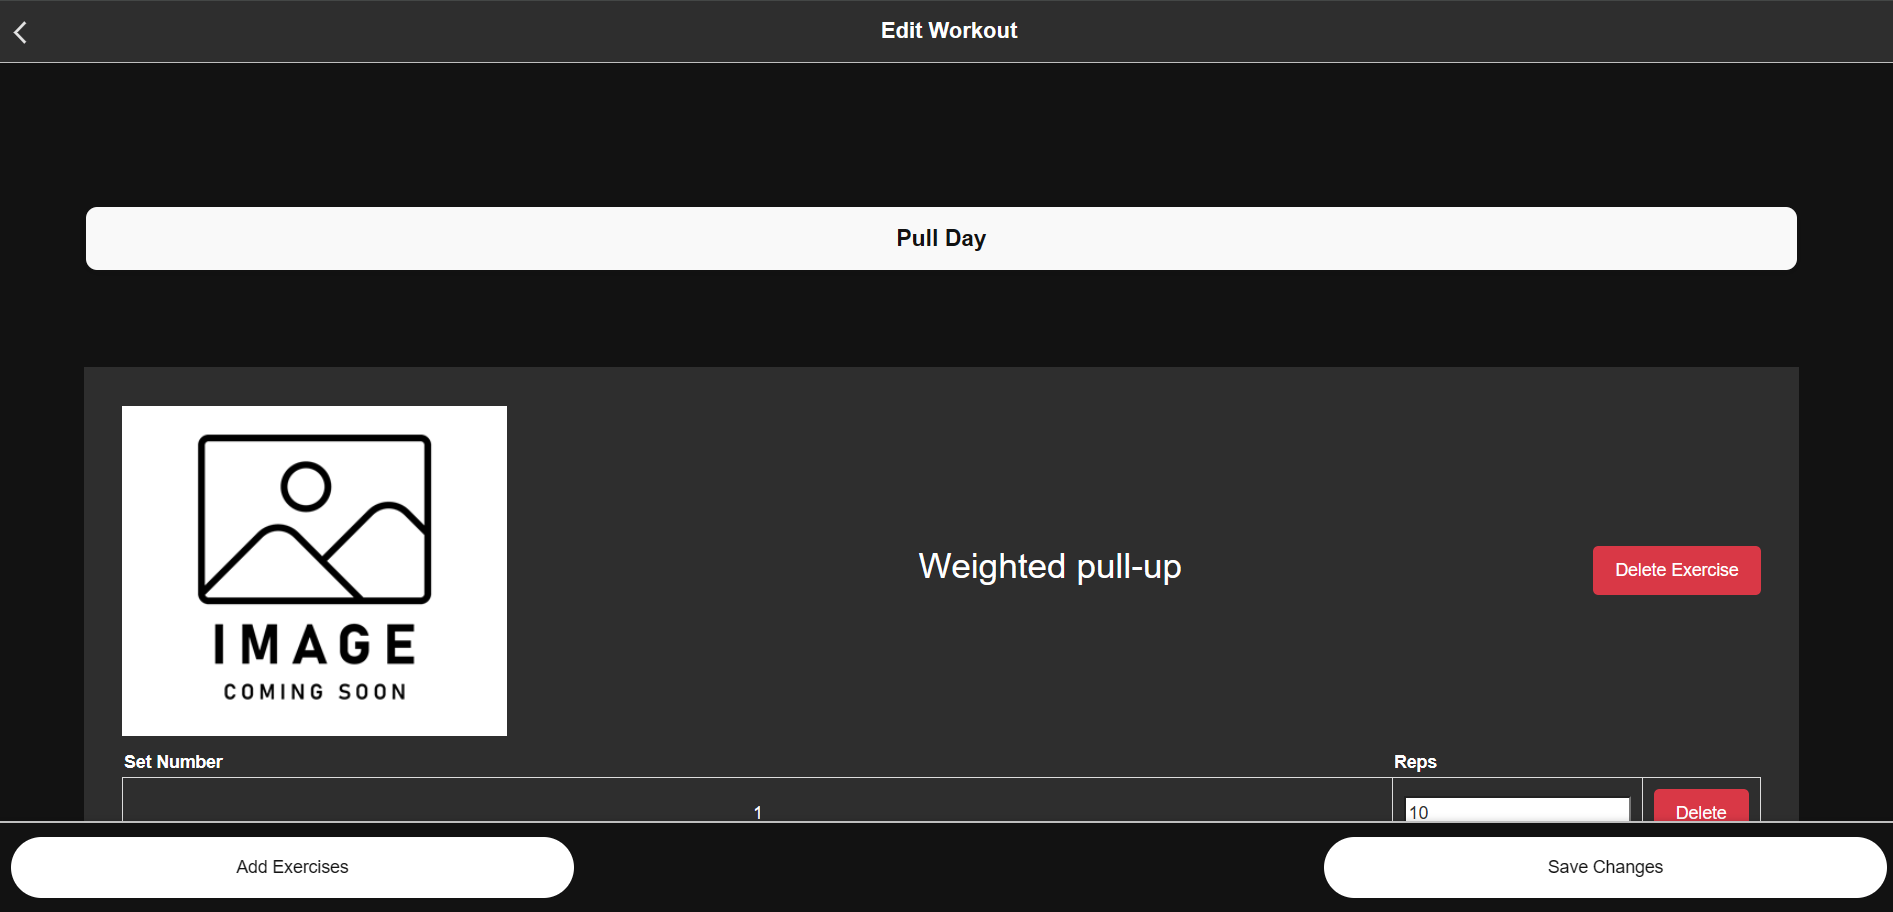 Edit Workout
Pull Day
IMAGE
COMING SOON
Weighted pull-up
Delete Exercise
Set Number
Reps
1
10
Delete
Add Exercises
Save Changes